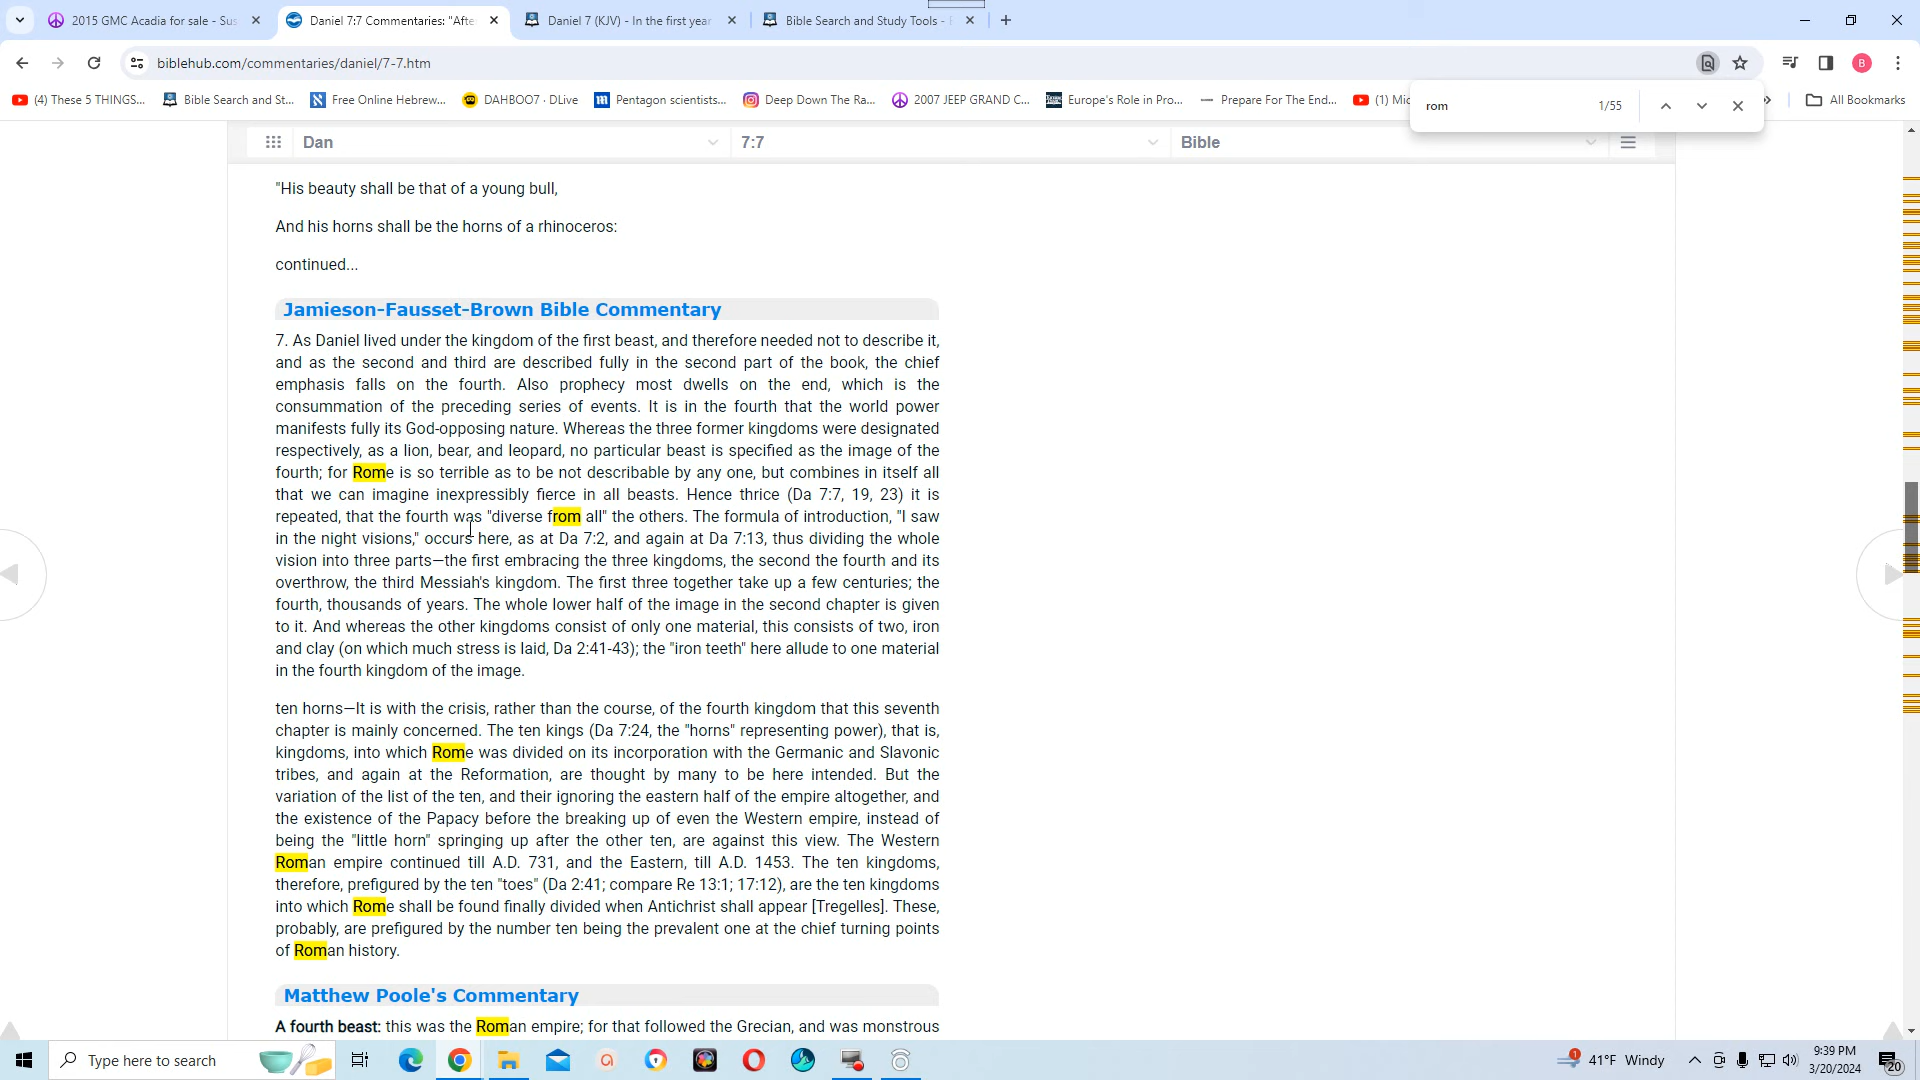 2015 GMC Acadia for sale - Sus
Daniel 7:7 Commentaries: "Afte
Daniel 7 (KJV) - In the first year
Bible Search and Study Tools -
biblehub.com/commentaries/daniel/7-7.htm
B
(4) These 5 THINGS...
Bible Search and St...
Free Online Hebrew...
DAHBOO7 · DLive
Pentagon scientists...
Deep Down The Ra...
2007 JEEP GRAND C...
Europe's Role in Pro...
Prepare For The End...
(1) Mic
All Bookmarks
rom
1/55
Dan
7:7
Bible
"His beauty shall be that of a young bull,
And his horns shall be the horns of a rhinoceros:
continued...
Jamieson-Fausset-Brown Bible Commentary
7. As Daniel lived under the kingdom of the first beast, and therefore needed not to describe it,
and as the second and third are described fully in the second part of the book, the chief
emphasis falls on the fourth. Also prophecy most dwells on the end, which is the
consummation of the preceding series of events. It is in the fourth that the world power
manifests fully its God-opposing nature. Whereas the three former kingdoms were designated
respectively, as a lion, bear, and leopard, no particular beast is specified as the image of the
fourth; for Rome is so terrible as to be not describable by any one, but combines in itself all
that we can imagine inexpressibly fierce in all beasts. Hence thrice (Da 7:7, 19, 23) it is
repeated, that the fourth was "diverse from all" the others. The formula of introduction, "I saw
in the night visions," occurs here, as at Da 7:2, and again at Da 7:13, thus dividing the whole
vision into three parts—the first embracing the three kingdoms, the second the fourth and its
overthrow, the third Messiah's kingdom. The first three together take up a few centuries; the
fourth, thousands of years. The whole lower half of the image in the second chapter is given
to it. And whereas the other kingdoms consist of only one material, this consists of two, iron
and clay (on which much stress is laid, Da 2:41-43); the "iron teeth" here allude to one material
in the fourth kingdom of the image.
ten horns—It is with the crisis, rather than the course, of the fourth kingdom that this seventh
chapter is mainly concerned. The ten kings (Da 7:24, the "horns" representing power), that is,
kingdoms, into which Rome was divided on its incorporation with the Germanic and Slavonic
tribes, and again at the Reformation, are thought by many to be here intended. But the
variation of the list of the ten, and their ignoring the eastern half of the empire altogether, and
the existence of the Papacy before the breaking up of even the Western empire, instead of
being the "little horn" springing up after the other ten, are against this view. The Western
Roman empire continued till A.D. 731, and the Eastern, till A.D. 1453. The ten kingdoms,
therefore, prefigured by the ten "toes" (Da 2:41; compare Re 13:1; 17:12), are the ten kingdoms
into which Rome shall be found finally divided when Antichrist shall appear [Tregelles]. These,
probably, are prefigured by the number ten being the prevalent one at the chief turning points
of Roman history.
Matthew Poole's Commentary
A fourth beast: this was the Roman empire; for that followed the Grecian, and was monstrous
Type here to search
1
41°F Windy
9:39 PM
3/20/2024
20